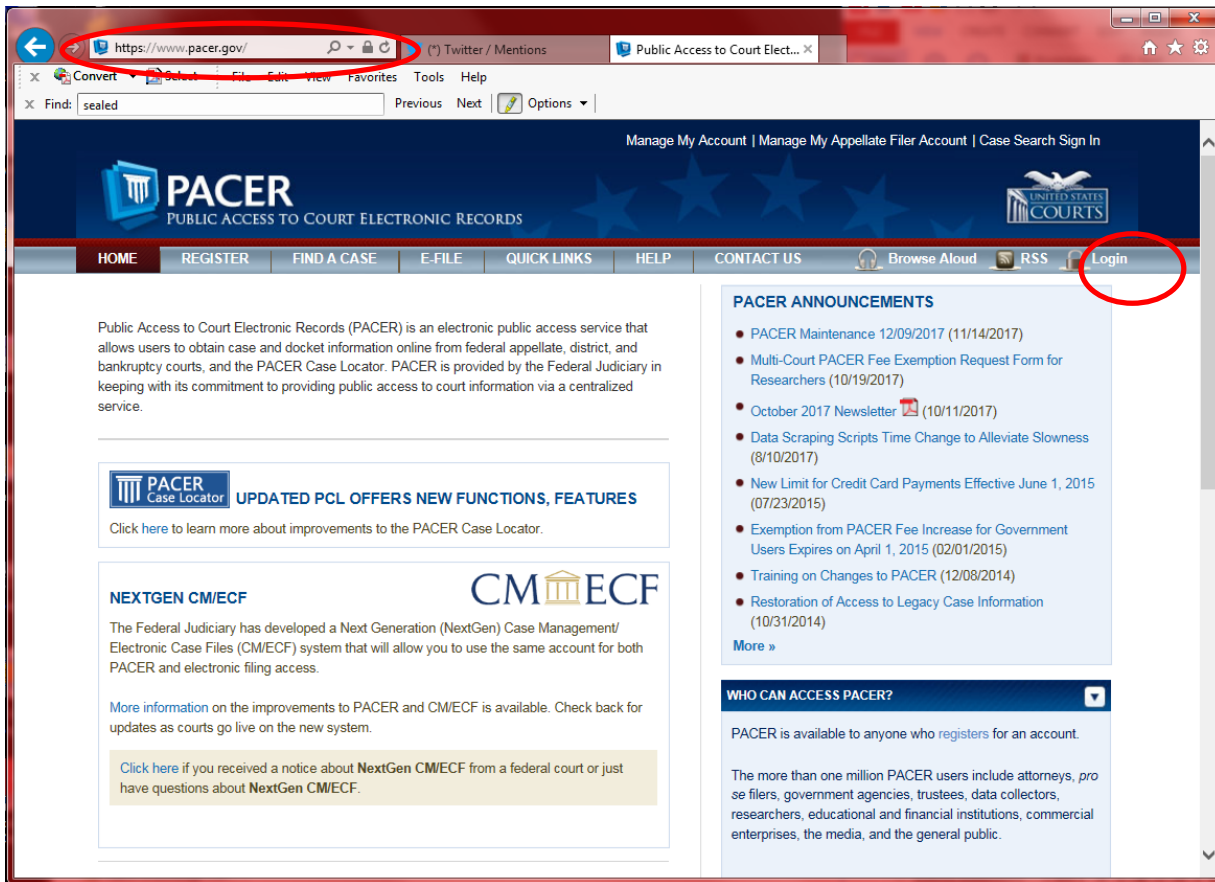 https://www.pacer.gov/
(*) Twitter / Mentions
Public Access to Court Elect...
x Convert Select File Edit View Favorites Tools Help
x Find: sealed Previous Next Options
Manage My Account | Manage My Appellate Filer Account | Case Search Sign In
PACER
PUBLIC ACCESS TO COURT ELECTRONIC RECORDS
UNITED STATES
COURTS
HOME REGISTER FIND A CASE E-FILE QUICK LINKS HELP CONTACT US Browse Aloud RSS Login
Public Access to Court Electronic Records (PACER) is an electronic public access service that
allows users to obtain case and docket information online from federal appellate, district, and
bankruptcy courts, and the PACER Case Locator. PACER is provided by the Federal Judiciary in
keeping with its commitment to providing public access to court information via a centralized
service.
PACER
Case Locator
UPDATED PCL OFFERS NEW FUNCTIONS, FEATURES
Click here to learn more about improvements to the PACER Case Locator.
CM ECF
NEXTGEN CM/ECF
The Federal Judiciary has developed a Next Generation (NextGen) Case Management/
Electronic Case Files (CM/ECF) system that will allow you to use the same account for both
PACER and electronic filing access.
More information on the improvements to PACER and CM/ECF is available. Check back for
updates as courts go live on the new system.
Click here if you received a notice about NextGen CM/ECF from a federal court or just
have questions about NextGen CM/ECF.
PACER ANNOUNCEMENTS
PACER Maintenance 12/09/2017 (11/14/2017)
Multi-Court PACER Fee Exemption Request Form for
Researchers (10/19/2017)
October 2017 Newsletter (10/11/2017)
Data Scraping Scripts Time Change to Alleviate Slowness
(8/10/2017)
New Limit for Credit Card Payments Effective June 1, 2015
(07/23/2015)
Exemption from PACER Fee Increase for Government
Users Expires on April 1, 2015 (02/01/2015)
Training on Changes to PACER (12/08/2014)
Restoration of Access to Legacy Case Information
(10/31/2014)
More »
WHO CAN ACCESS PACER?
PACER is available to anyone who registers for an account.
The more than one million PACER users include attorneys, pro
se filers, government agencies, trustees, data collectors,
researchers, educational and financial institutions, commercial
enterprises, the media, and the general public.